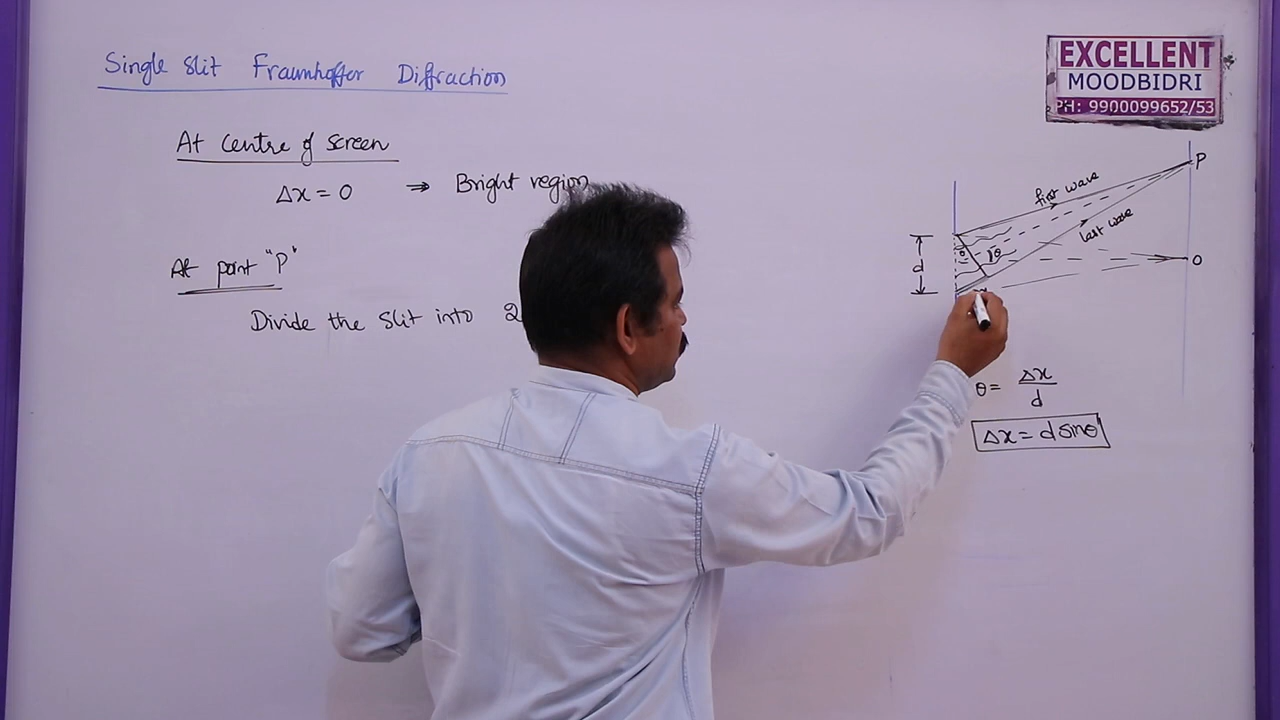 Single slit Fraunhoffer Diffraction
At centre of screen
Δx = 0 ⇒ Bright region
At point "P"
Divide the slit into 2
EXCELLENT
MOODBIDRI
PH: 9900099652/53
P
first wave
last wave
θ
θ
d
O
θ = Δx/d
Δx = d sinθ